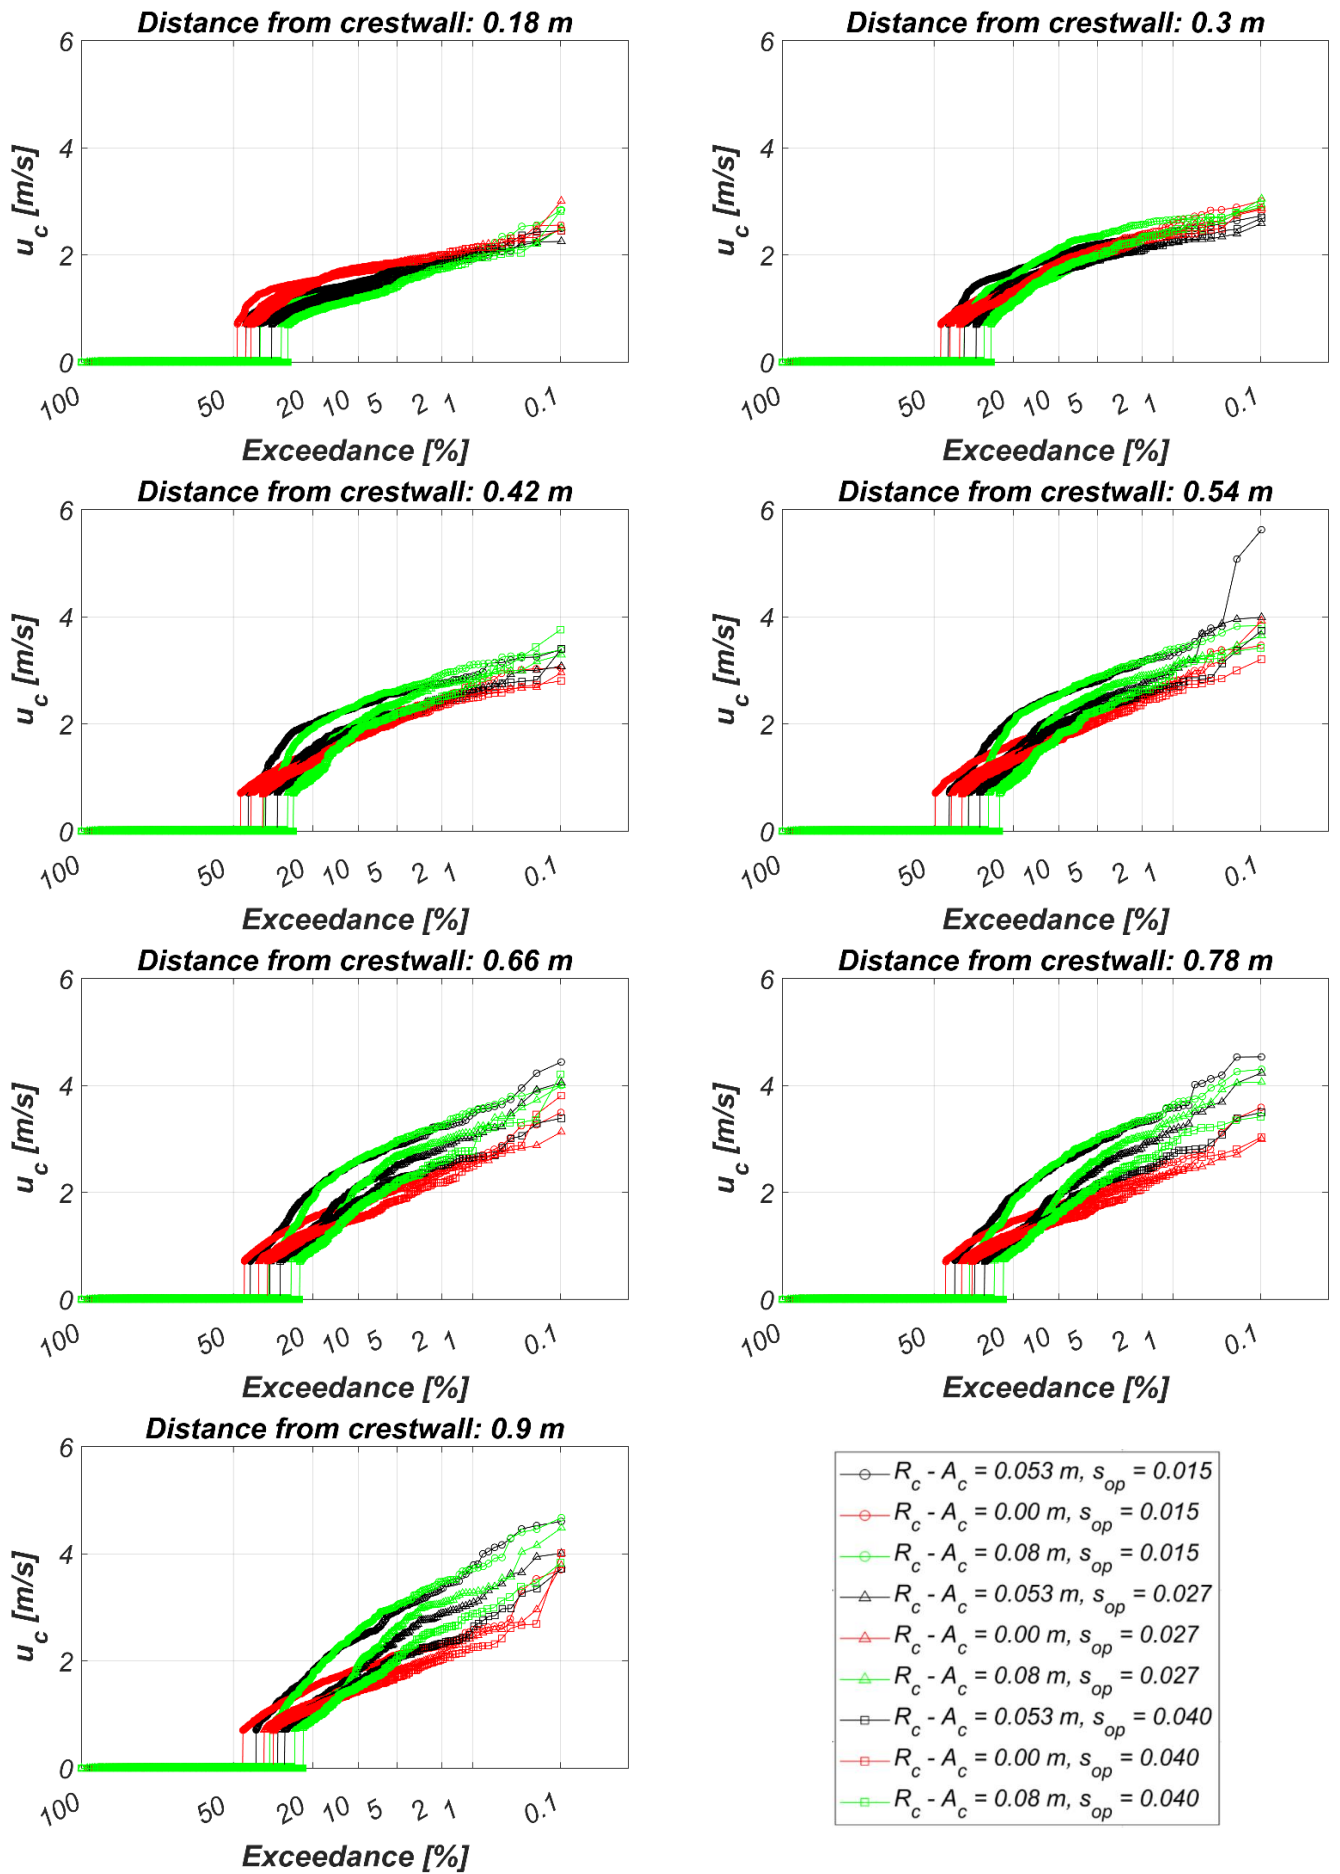 Distance from crestwall: 0.18 m
6
4
2
0
u_c [m/s]
100 50 20 10 5 2 1 0.1
Exceedance [%]
Distance from crestwall: 0.3 m
6
4
2
0
u_c [m/s]
100 50 20 10 5 2 1 0.1
Exceedance [%]
Distance from crestwall: 0.42 m
6
4
2
0
u_c [m/s]
100 50 20 10 5 2 1 0.1
Exceedance [%]
Distance from crestwall: 0.54 m
6
4
2
0
u_c [m/s]
100 50 20 10 5 2 1 0.1
Exceedance [%]
Distance from crestwall: 0.66 m
6
4
2
0
u_c [m/s]
100 50 20 10 5 2 1 0.1
Exceedance [%]
Distance from crestwall: 0.78 m
6
4
2
0
u_c [m/s]
100 50 20 10 5 2 1 0.1
Exceedance [%]
Distance from crestwall: 0.9 m
6
4
2
0
u_c [m/s]
100 50 20 10 5 2 1 0.1
Exceedance [%]
R_c - A_c = 0.053 m, s_op = 0.015
R_c - A_c = 0.00 m, s_op = 0.015
R_c - A_c = 0.08 m, s_op = 0.015
R_c - A_c = 0.053 m, s_op = 0.027
R_c - A_c = 0.00 m, s_op = 0.027
R_c - A_c = 0.08 m, s_op = 0.027
R_c - A_c = 0.053 m, s_op = 0.040
R_c - A_c = 0.00 m, s_op = 0.040
R_c - A_c = 0.08 m, s_op = 0.040